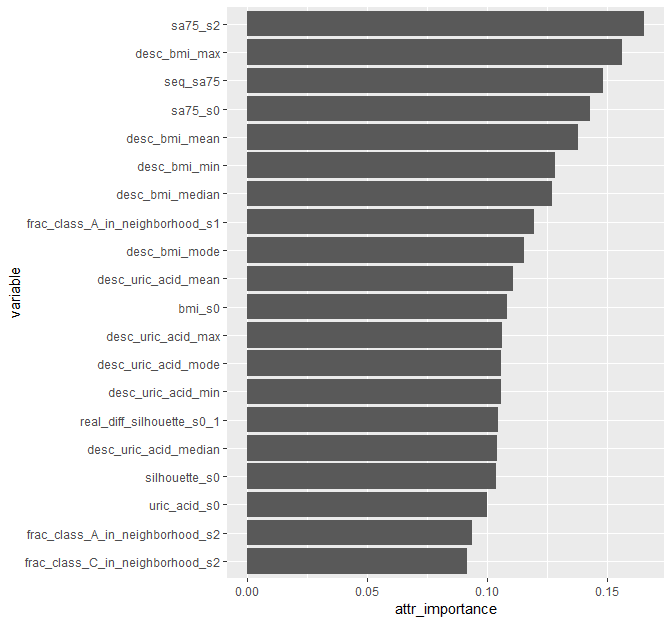 sa75_s2
desc_bmi_max
seq_sa75
sa75_s0
desc_bmi_mean
desc_bmi_min
desc_bmi_median
frac_class_A_in_neighborhood_s1
desc_bmi_mode
desc_uric_acid_mean
bmi_s0
desc_uric_acid_max
desc_uric_acid_mode
desc_uric_acid_min
real_diff_silhouette_s0_1
desc_uric_acid_median
silhouette_s0
uric_acid_s0
frac_class_A_in_neighborhood_s2
frac_class_C_in_neighborhood_s2
variable
0.00 0.05 0.10 0.15
attr_importance